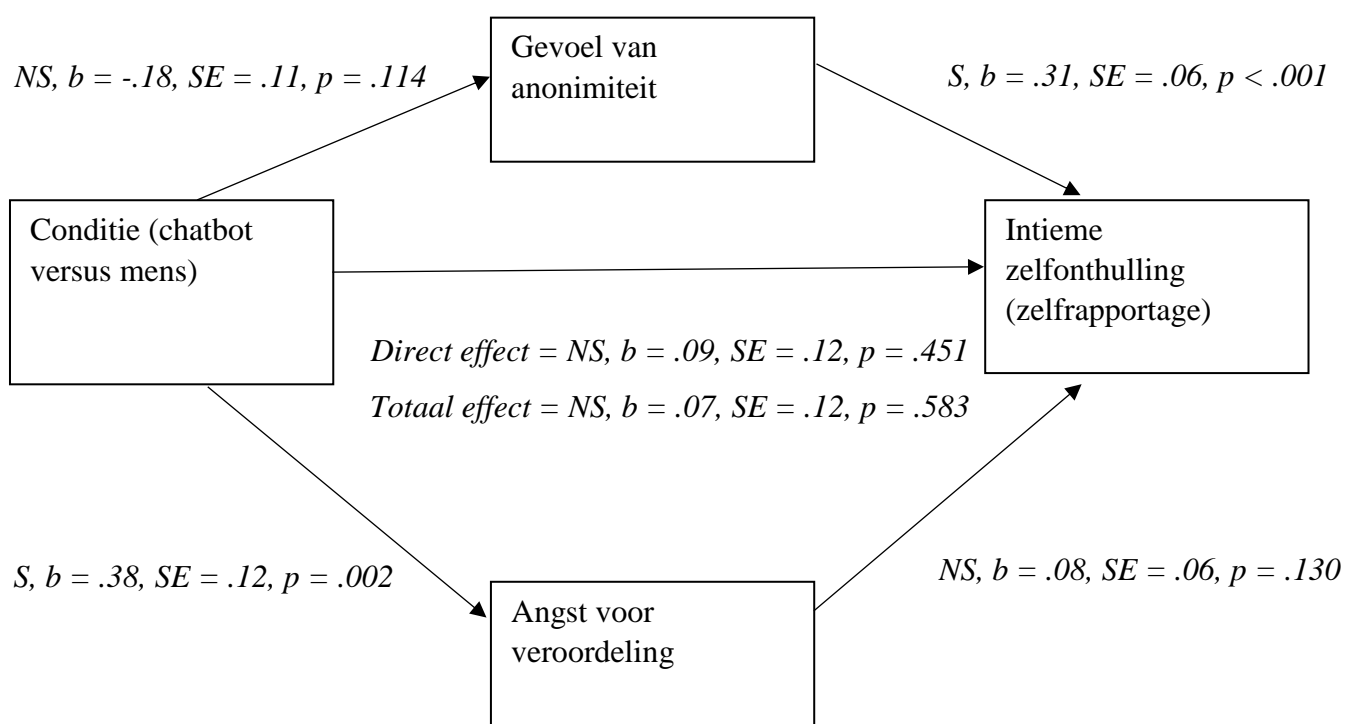 Gevoel van
anonimiteit
NS, b = -.18, SE = .11, p = .114
S, b = .31, SE = .06, p < .001
Conditie (chatbot
versus mens)
Intieme
zelfonthulling
(zelfrapportage)
Direct effect = NS, b = .09, SE = .12, p = .451
Totaal effect = NS, b = .07, SE = .12, p = .583
S, b = .38, SE = .12, p = .002
NS, b = .08, SE = .06, p = .130
Angst voor
veroordeling